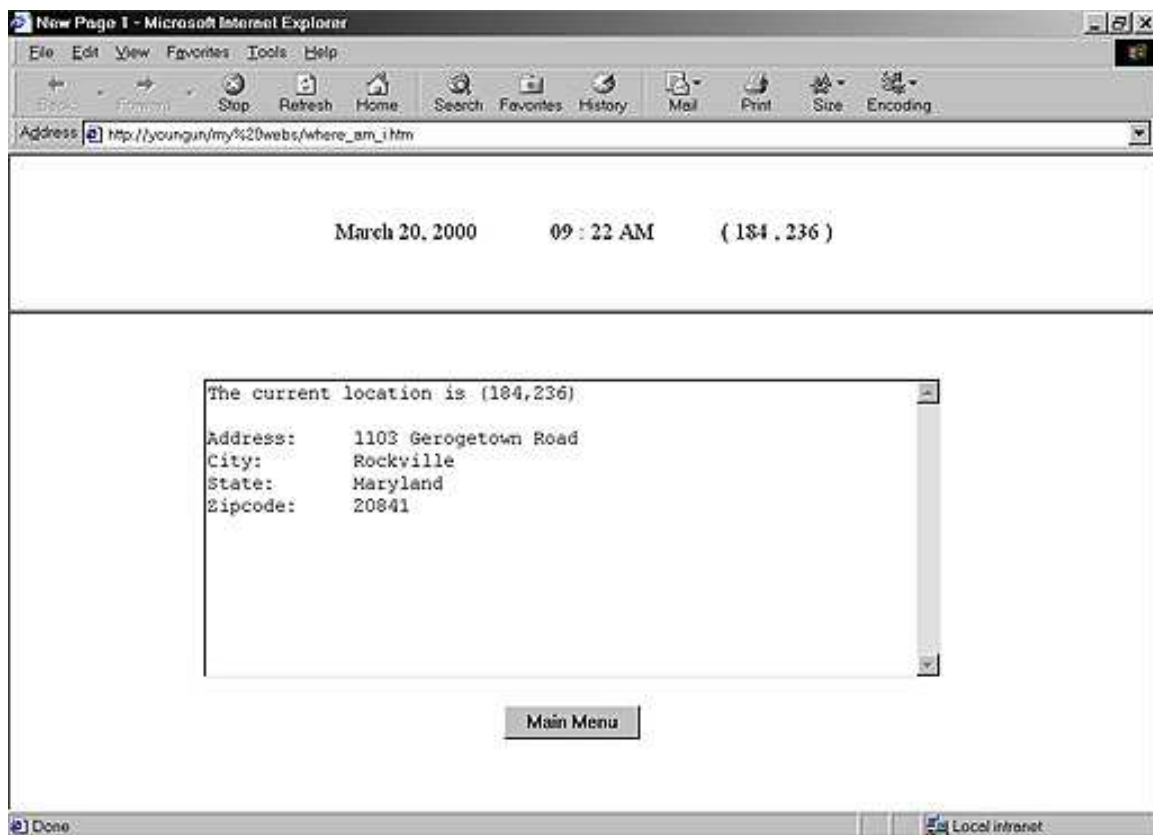 New Page 1 - Microsoft Internet Explorer
File Edit View Favorites Tools Help
Back Forward Stop Refresh Home Search Favorites History Mail Print Size Encoding
Address http://youngun/my%20webs/where_am_i.htm
March 20, 2000 09 : 22 AM ( 184 , 236 )
The current location is (184,236)
Address: 1103 Gerogetown Road
City: Rockville
State: Maryland
Zipcode: 20841
Main Menu
Done Local intranet